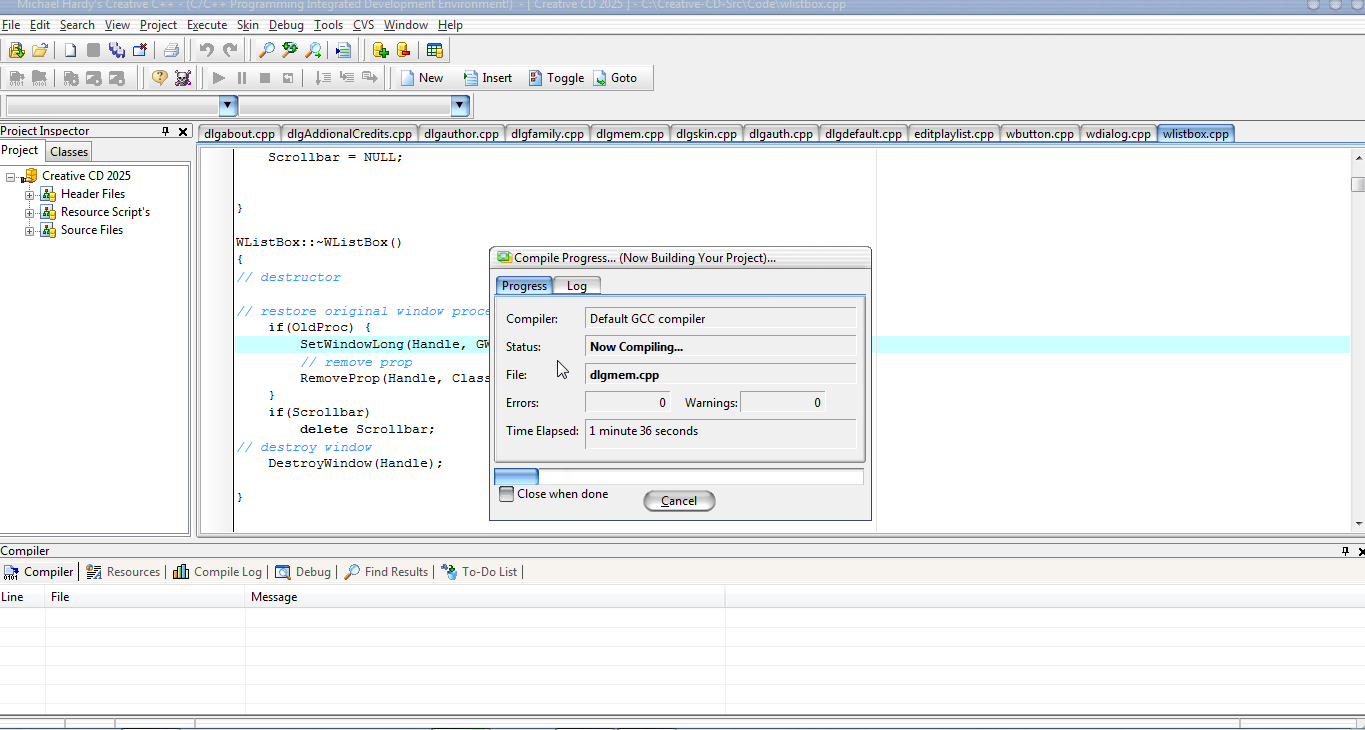 Michael Hardy's Creative C++ - (C/C++ Programming Integrated Development Environment!) - [ Creative CD 2025 ] - C:\Creative-CD-Src\Code\wlistbox.cpp
File Edit Search View Project Execute Skin Debug Tools CVS Window Help
New Insert Toggle Goto
Project Inspector
Project Classes
Creative CD 2025
Header Files
Resource Script's
Source Files
dlgabout.cpp dlgAddionalCredits.cpp dlgauthor.cpp dlgfamily.cpp dlgmem.cpp dlgskin.cpp dlgauth.cpp dlgdefault.cpp editplaylist.cpp wbutton.cpp wdialog.cpp wlistbox.cpp
Scrollbar = NULL;
}
WListBox::~WListBox()
{
// destructor
// restore original window proce
if(OldProc) {
SetWindowLong(Handle, GW
// remove prop
RemoveProp(Handle, Class
}
if(Scrollbar)
delete Scrollbar;
// destroy window
DestroyWindow(Handle);
}
Compile Progress... (Now Building Your Project)...
Progress Log
Compiler: Default GCC compiler
Status: Now Compiling...
File: dlgmem.cpp
Errors: 0 Warnings: 0
Time Elapsed: 1 minute 36 seconds
Close when done
Cancel
Compiler
Compiler Resources Compile Log Debug Find Results To-Do List
Line File Message